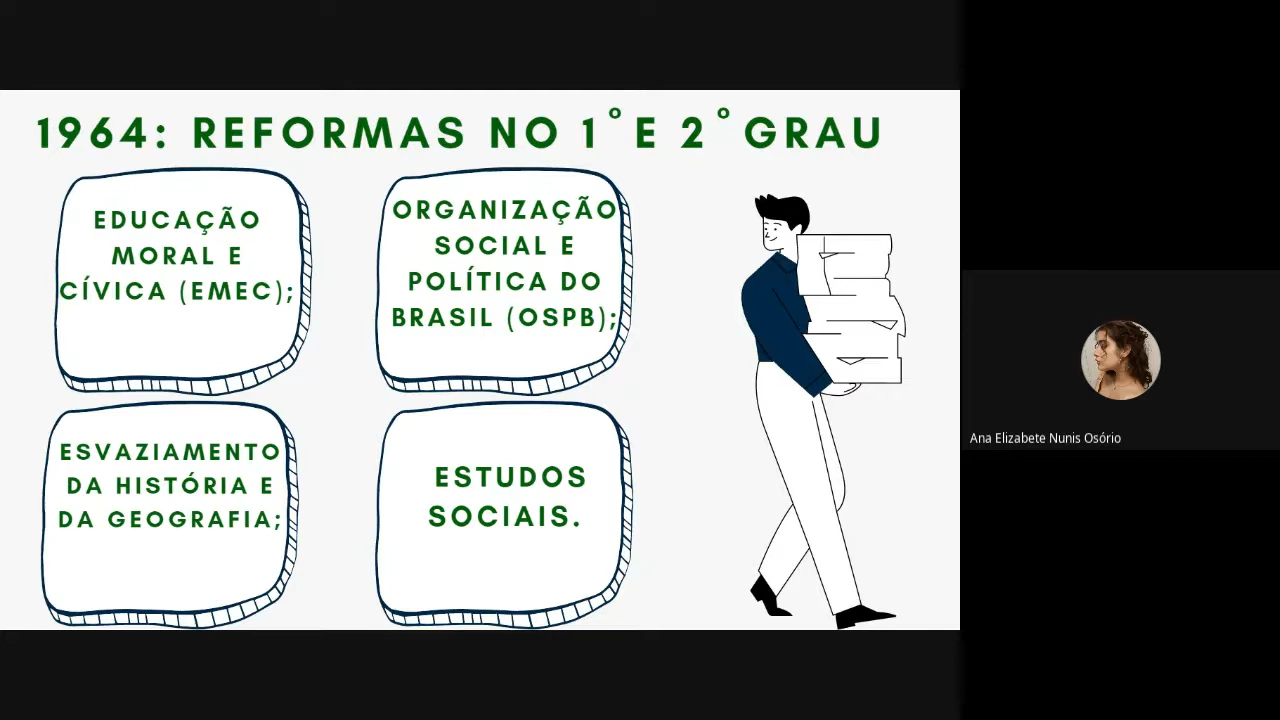 1964: REFORMAS NO 1° E 2° GRAU
EDUCAÇÃO
MORAL E
CÍVICA (EMEC);
ORGANIZAÇÃO
SOCIAL E
POLÍTICA DO
BRASIL (OSPB);
ESVAZIAMENTO
DA HISTÓRIA E
DA GEOGRAFIA;
ESTUDOS
SOCIAIS.
Ana Elizabete Nunis Osório